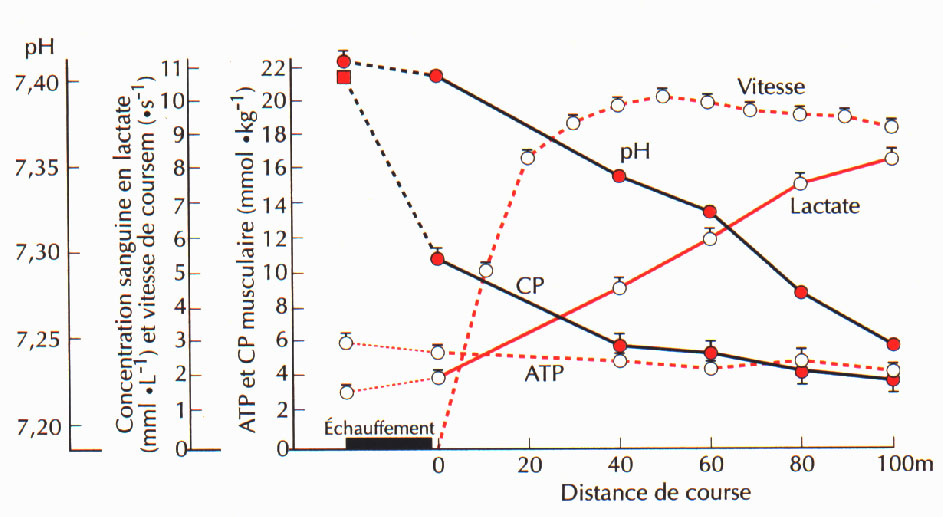 pH
7,40
7,35
7,30
7,25
7,20
Concentration sanguine en lactate
(mml •L⁻¹) et vitesse de coursem (•s⁻¹)
11
10
9
8
7
6
5
4
3
2
1
0
ATP et CP musculaire (mmol •kg⁻¹)
22
20
18
16
14
12
10
8
6
4
2
0
Vitesse
pH
Lactate
CP
ATP
Échauffement
0 20 40 60 80 100m
Distance de course